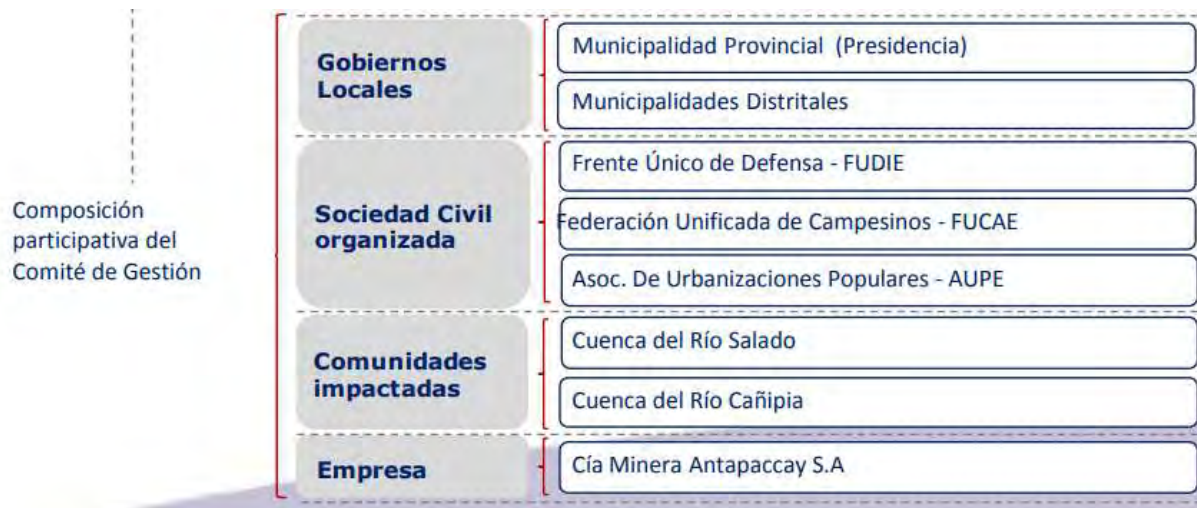 Composición
participativa del
Comité de Gestión
Gobiernos
Locales
Municipalidad Provincial (Presidencia)
Municipalidades Distritales
Sociedad Civil
organizada
Frente Único de Defensa - FUDIE
Federación Unificada de Campesinos - FUCAE
Asoc. De Urbanizaciones Populares - AUPE
Comunidades
impactadas
Cuenca del Río Salado
Cuenca del Río Cañipia
Empresa
Cía Minera Antapaccay S.A